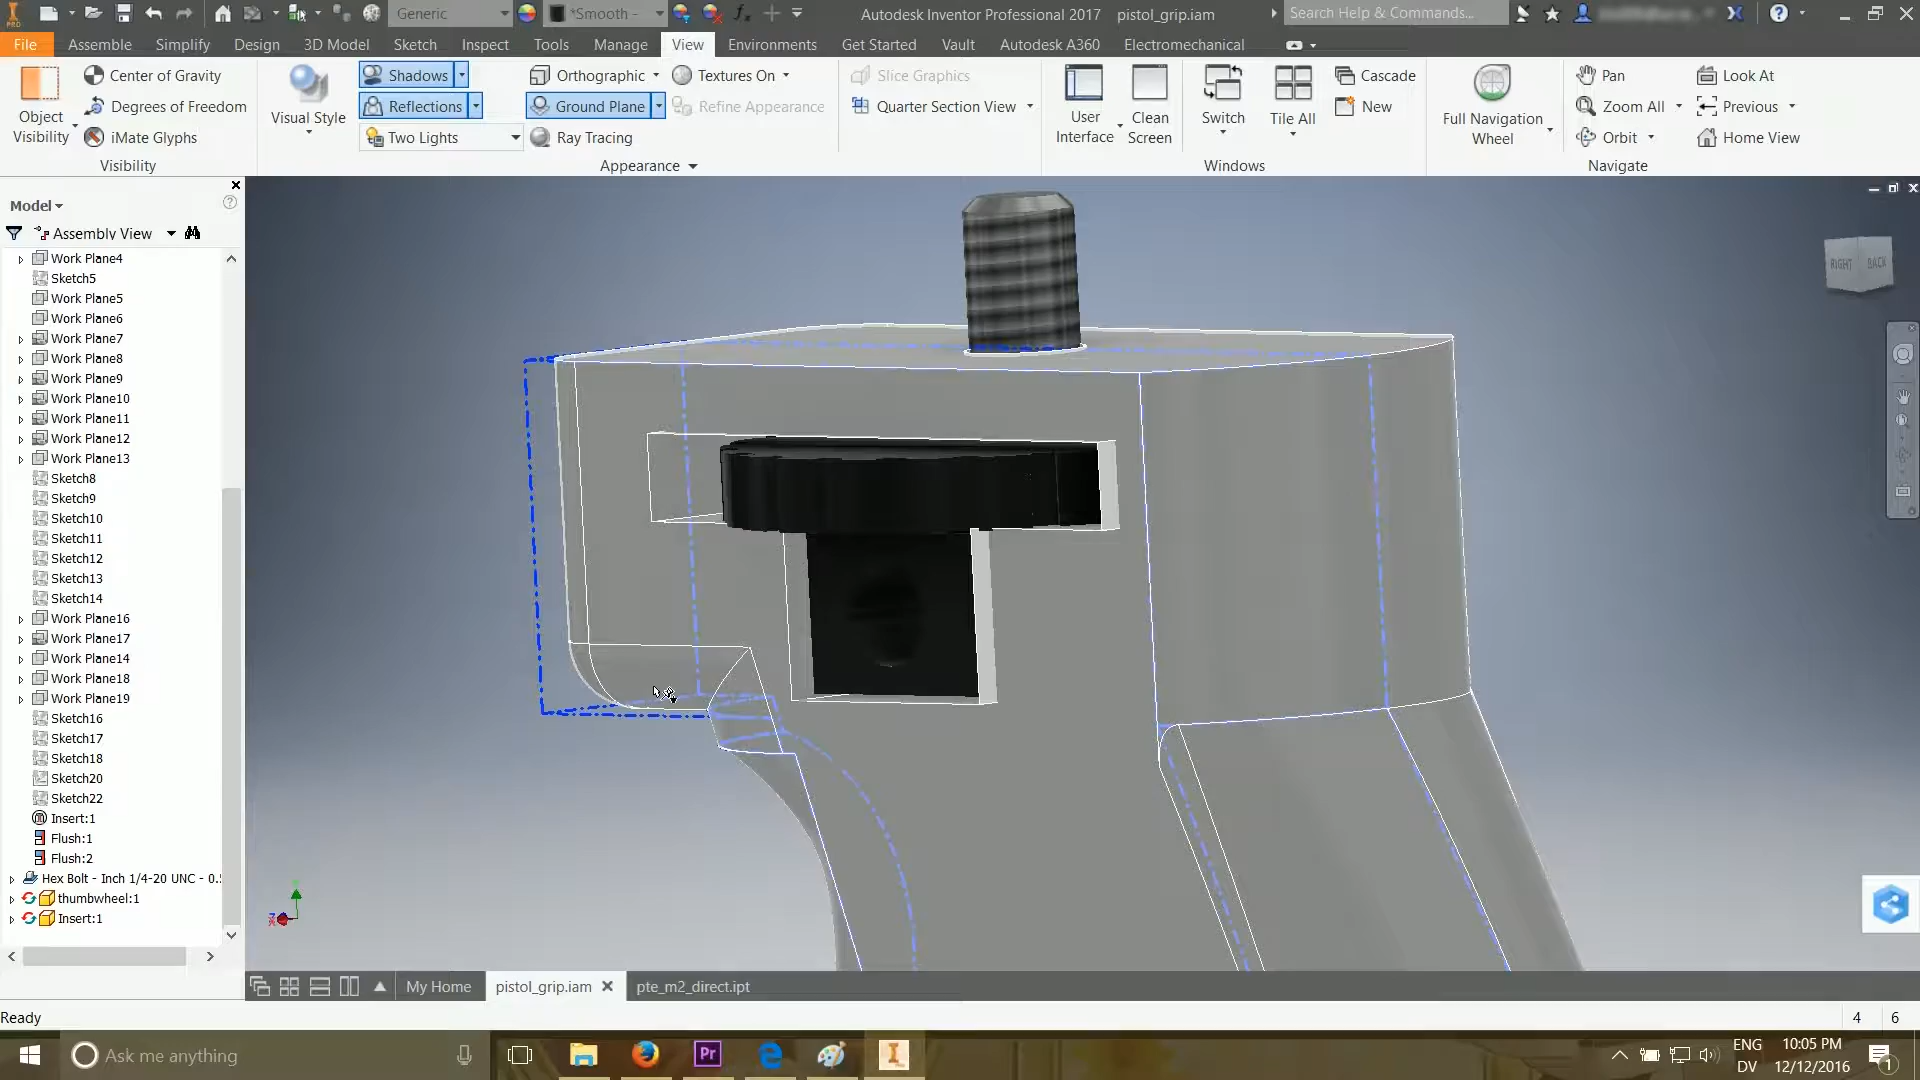 Generic
*Smooth -
Autodesk Inventor Professional 2017 pistol_grip.iam
Search Help & Commands...
PRO
File Assemble Simplify Design 3D Model Sketch Inspect Tools Manage View Environments Get Started Vault Autodesk A360 Electromechanical
Object Visibility
Center of Gravity
Degrees of Freedom
iMate Glyphs
Visibility
Visual Style
Shadows
Reflections
Two Lights
Orthographic
Ground Plane
Ray Tracing
Textures On
Refine Appearance
Appearance
Slice Graphics
Quarter Section View
User Interface
Clean Screen
Switch
Tile All
Cascade
New
Windows
Full Navigation Wheel
Pan
Zoom All
Orbit
Look At
Previous
Home View
Navigate
Model
Assembly View
Work Plane4
Sketch5
Work Plane5
Work Plane6
Work Plane7
Work Plane8
Work Plane9
Work Plane10
Work Plane11
Work Plane12
Work Plane13
Sketch8
Sketch9
Sketch10
Sketch11
Sketch12
Sketch13
Sketch14
Work Plane16
Work Plane17
Work Plane14
Work Plane18
Work Plane19
Sketch16
Sketch17
Sketch18
Sketch20
Sketch22
Insert:1
Flush:1
Flush:2
Hex Bolt - Inch 1/4-20 UNC - 0.
thumbwheel:1
Insert:1
RIGHT BACK
My Home pistol_grip.iam pte_m2_direct.ipt
Ready
4 6
Ask me anything
Pr
ENG
DV
10:05 PM
12/12/2016
1